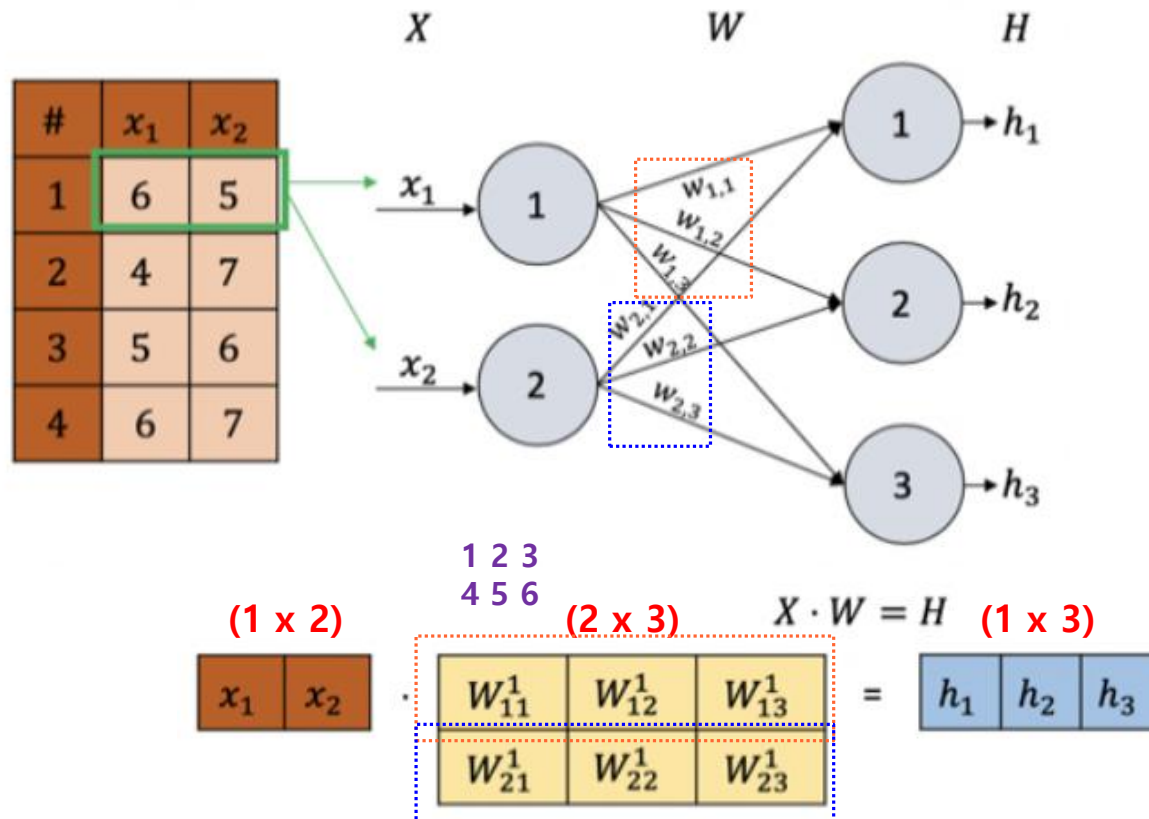 X W H
# x₁ x₂
1 6 5
2 4 7
3 5 6
4 6 7
x₁
x₂
1
2
w₁,₁
w₁,₂
w₁,₃
w₂,₁
w₂,₂
w₂,₃
1
2
3
h₁
h₂
h₃
1 2 3
4 5 6
X · W = H
(1 x 2) (2 x 3) (1 x 3)
x₁ x₂ · W¹₁₁ W¹₁₂ W¹₁₃ = h₁ h₂ h₃
W¹₂₁ W¹₂₂ W¹₂₃